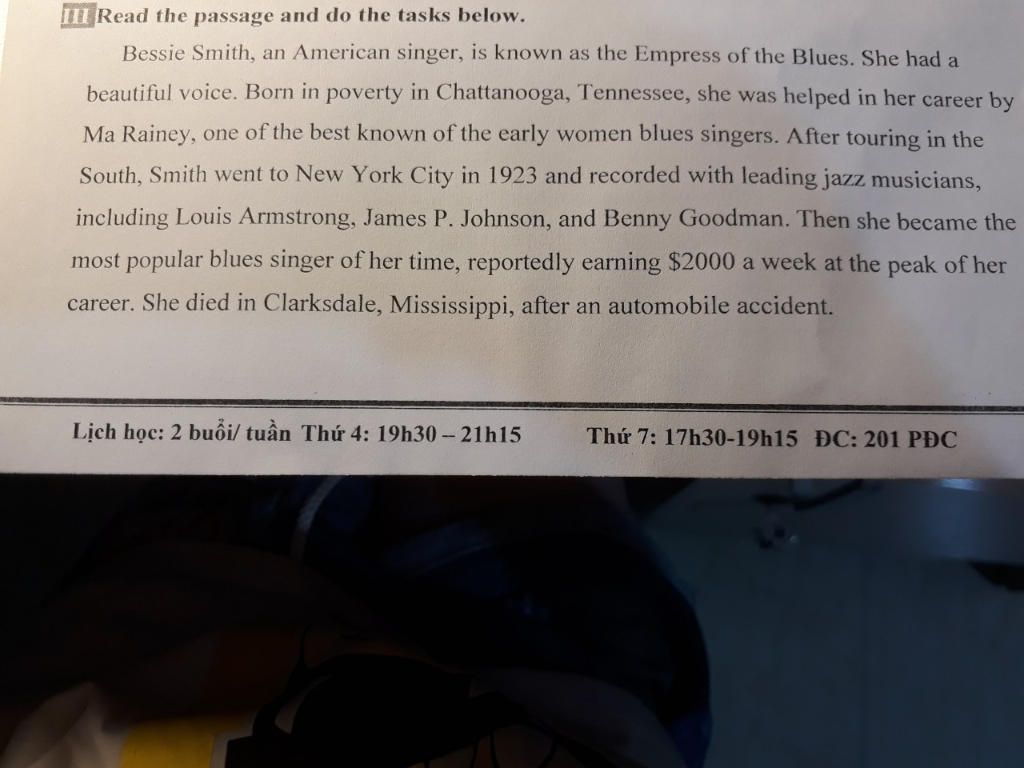 III Read the passage and do the tasks below.
Bessie Smith, an American singer, is known as the Empress of the Blues. She had a
beautiful voice. Born in poverty in Chattanooga, Tennessee, she was helped in her career by
Ma Rainey, one of the best known of the early women blues singers. After touring in the
South, Smith went to New York City in 1923 and recorded with leading jazz musicians,
including Louis Armstrong, James P. Johnson, and Benny Goodman. Then she became the
most popular blues singer of her time, reportedly earning $2000 a week at the peak of her
career. She died in Clarksdale, Mississippi, after an automobile accident.
Lịch học: 2 buổi/ tuần Thứ 4: 19h30 – 21h15 Thứ 7: 17h30-19h15 ĐC: 201 PĐC